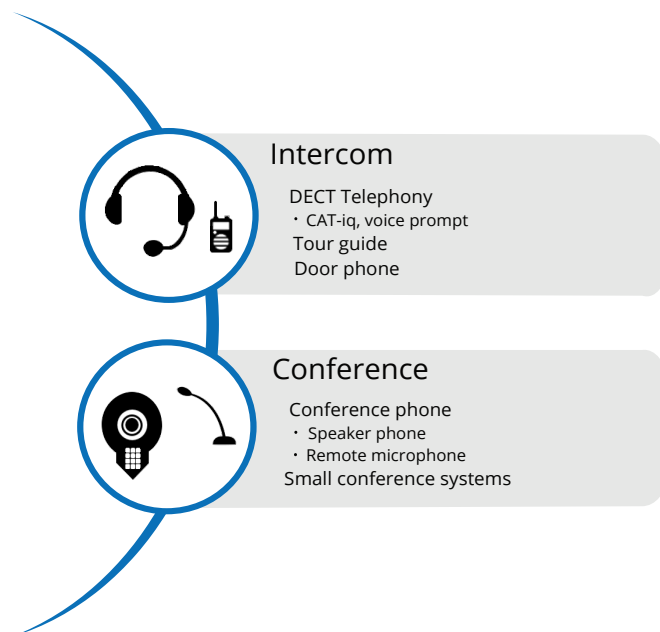 Intercom
DECT Telephony
· CAT-iq, voice prompt
Tour guide
Door phone
Conference
Conference phone
· Speaker phone
· Remote microphone
Small conference systems